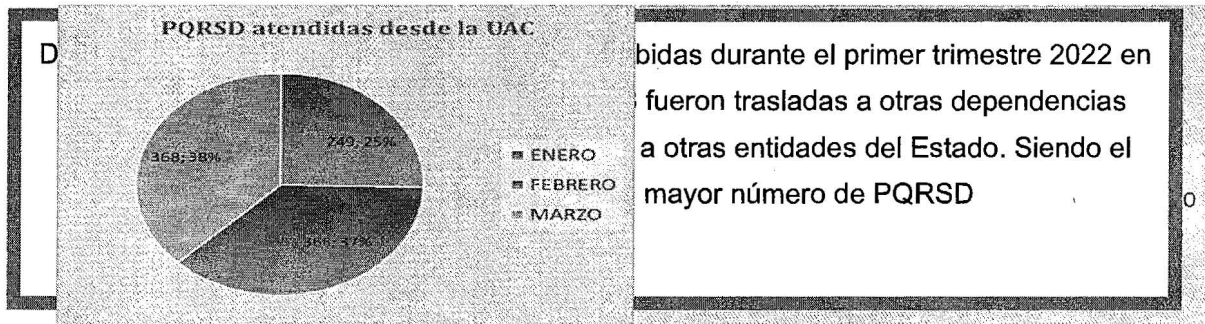 PQRSD atendidas desde la UAC
D
bidas durante el primer trimestre 2022 en
fueron trasladas a otras dependencias
a otras entidades del Estado. Siendo el
mayor número de PQRSD
368; 38%
249; 25%
366; 37%
ENERO
FEBRERO
MARZO